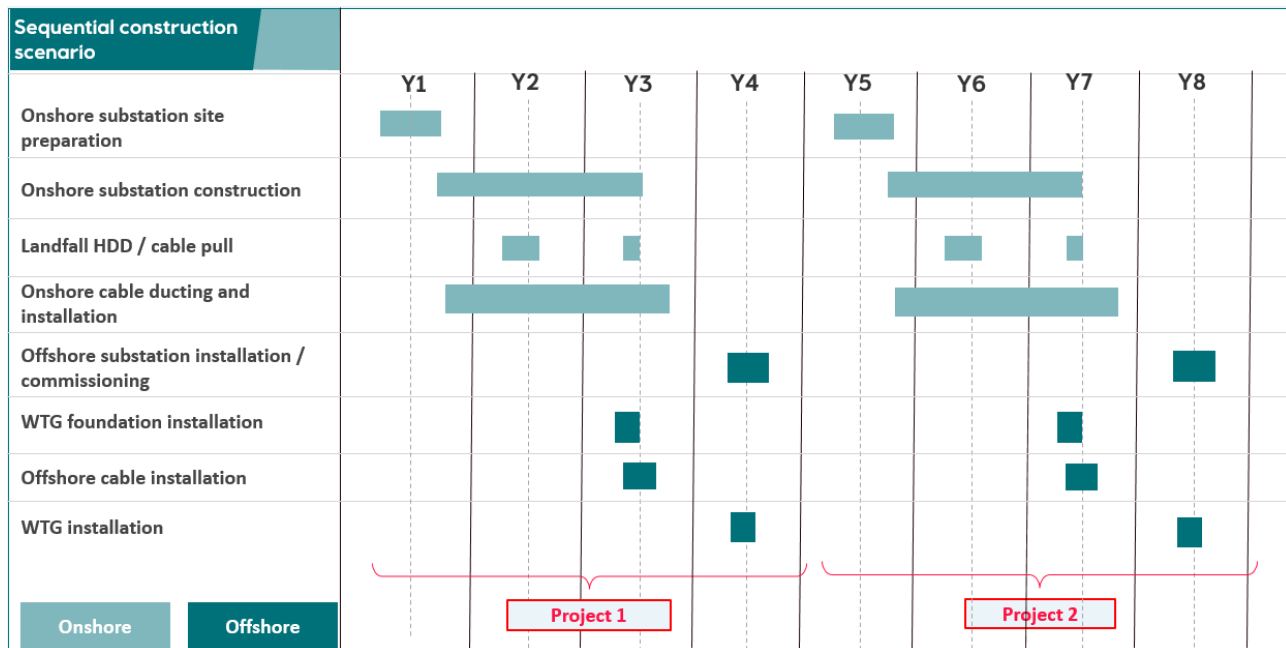 Sequential construction
scenario
Y1 Y2 Y3 Y4 Y5 Y6 Y7 Y8
Onshore substation site
preparation
Onshore substation construction
Landfall HDD / cable pull
Onshore cable ducting and
installation
Offshore substation installation /
commissioning
WTG foundation installation
Offshore cable installation
WTG installation
Project 1
Project 2
Onshore
Offshore